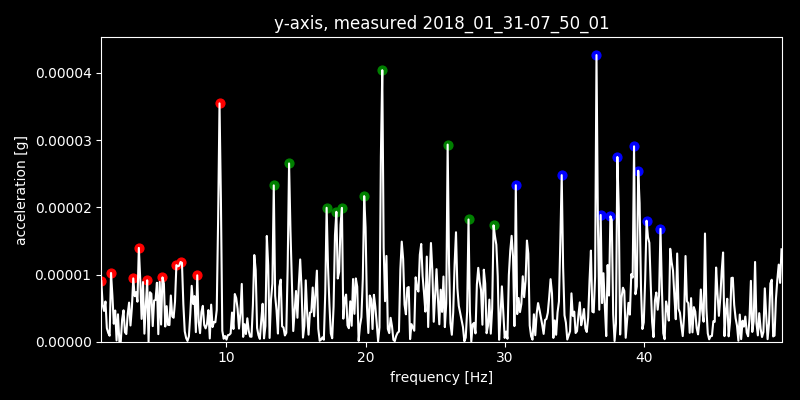 y-axis, measured 2018_01_31-07_50_01
0.00004
0.00003
0.00002
0.00001
0.00000
acceleration [g]
10 20 30 40
frequency [Hz]